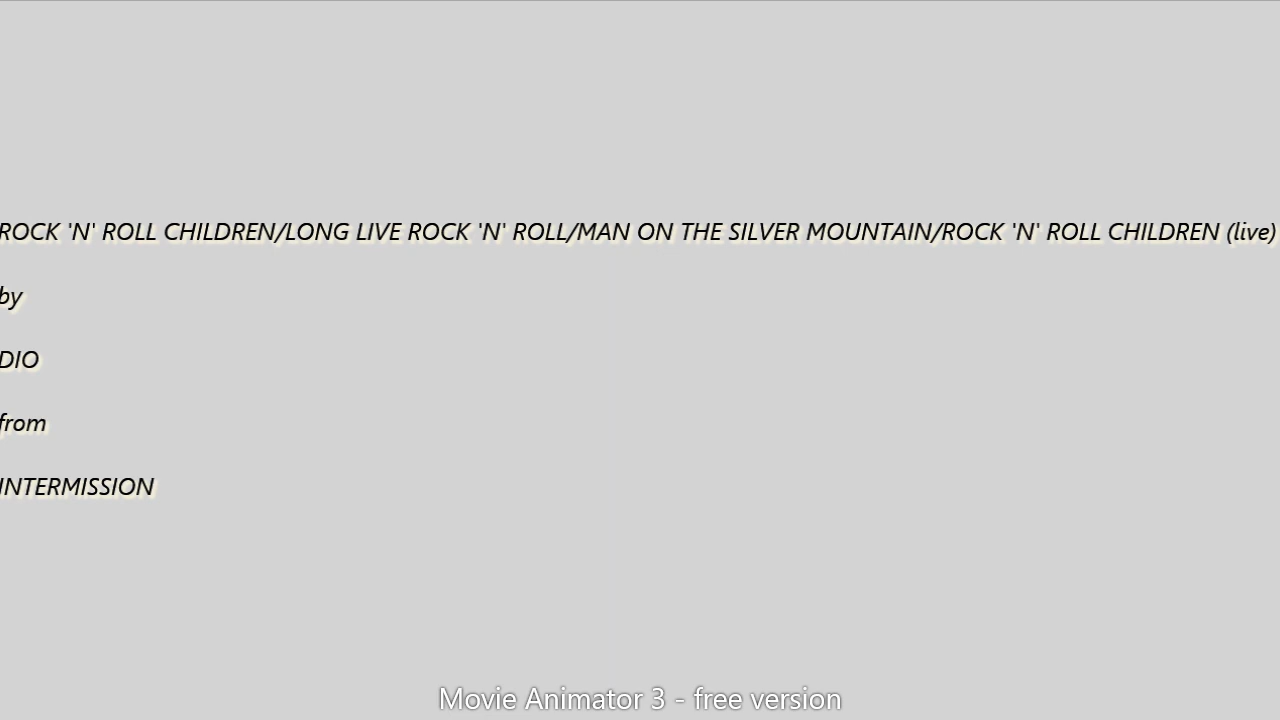 ROCK 'N' ROLL CHILDREN/LONG LIVE ROCK 'N' ROLL/MAN ON THE SILVER MOUNTAIN/ROCK 'N' ROLL CHILDREN (live)
by
DIO
from
INTERMISSION
Movie Animator 3 - free version